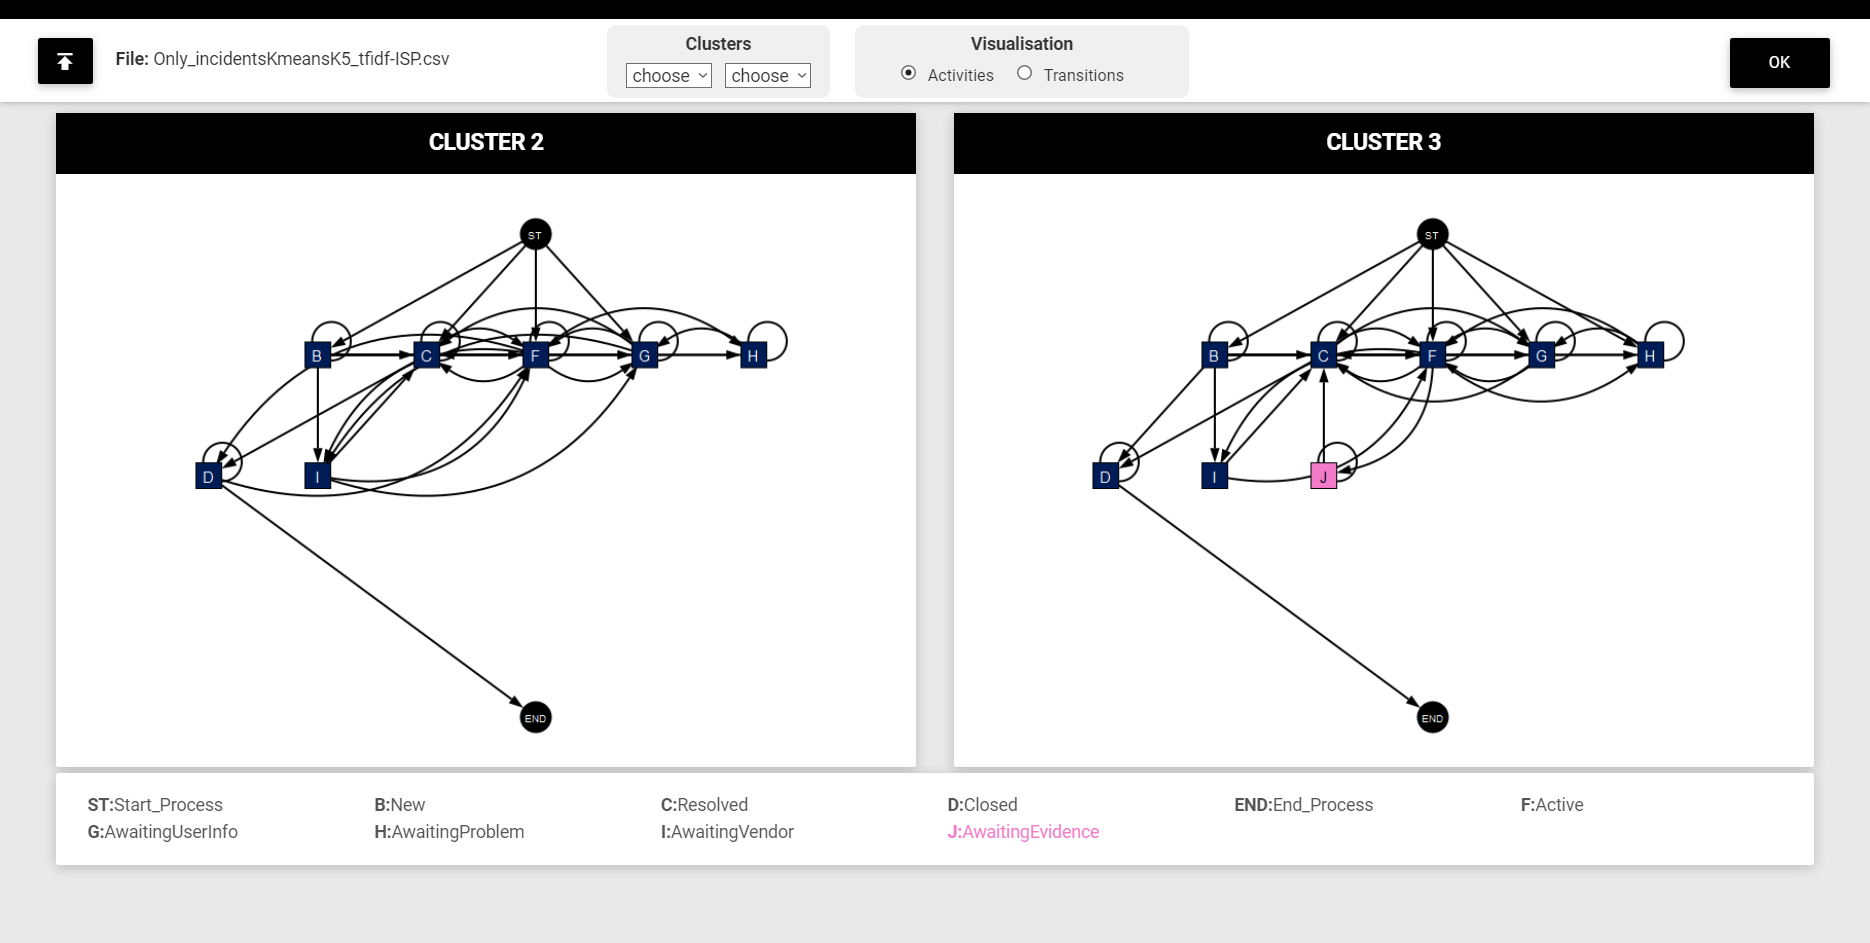 File: Only_incidentsKmeansK5_tfidf-ISP.csv
Clusters
choose choose
Visualisation
Activities Transitions
OK
CLUSTER 2
ST
B C F G H
D I
END
CLUSTER 3
ST
B C F G H
D I J
END
ST:Start_Process B:New C:Resolved D:Closed END:End_Process F:Active
G:AwaitingUserInfo H:AwaitingProblem I:AwaitingVendor J:AwaitingEvidence